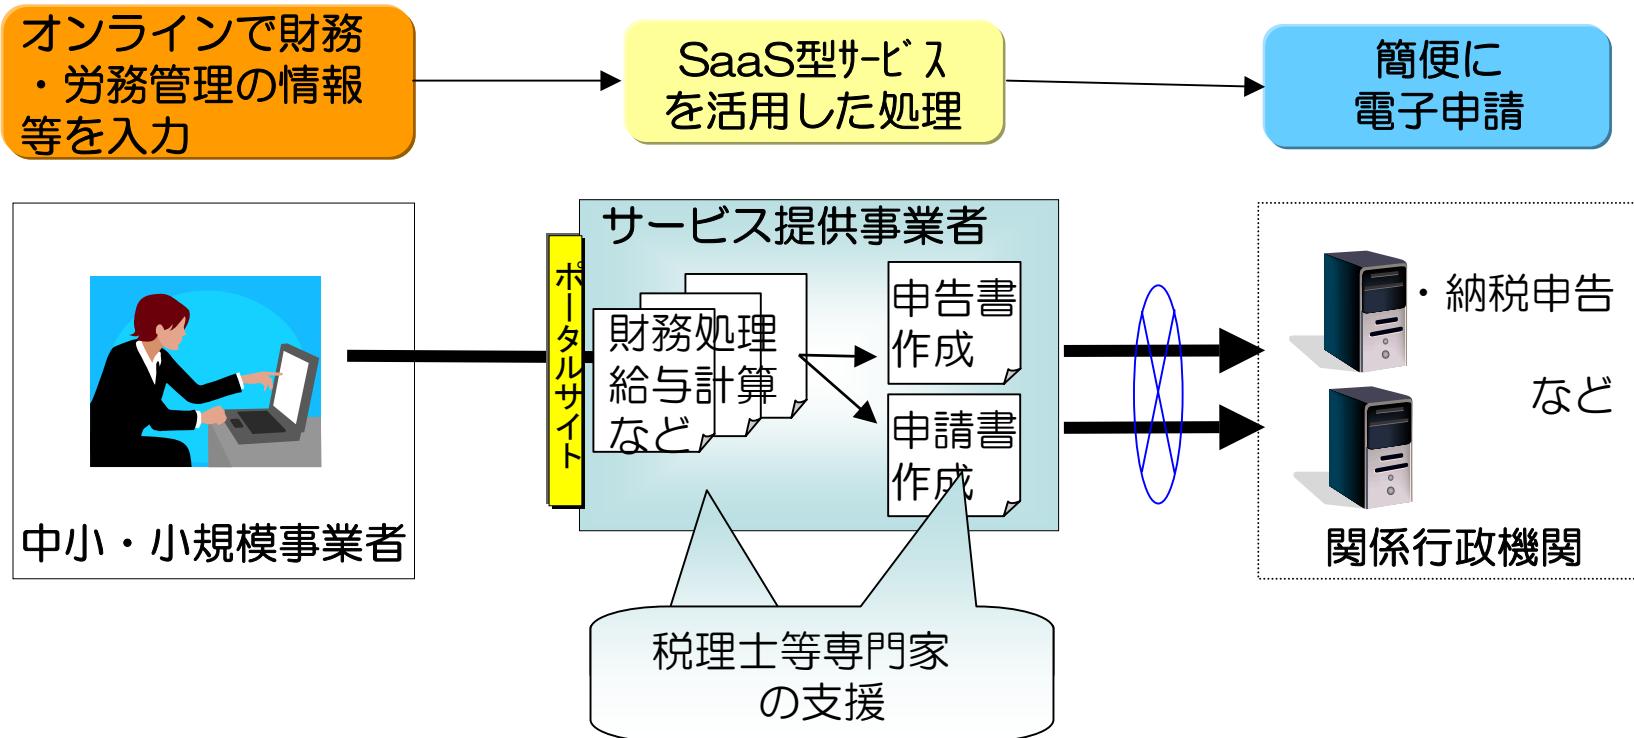 オンラインで財務
・労務管理の情報
等を入力
SaaS型ｻｰﾋﾞｽ
を活用した処理
簡便に
電子申請
中小・小規模事業者
ポータルサイト
サービス提供事業者
財務処理
給与計算
など
申告書
作成
申請書
作成
税理士等専門家
の支援
・納税申告
など
関係行政機関